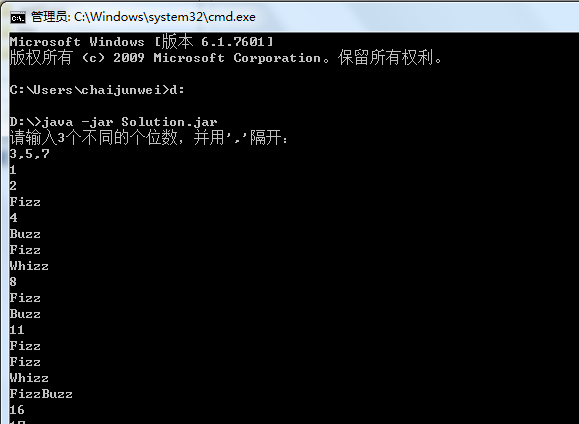 管理员: C:\Windows\system32\cmd.exe
Microsoft Windows [版本 6.1.7601]
版权所有 (c) 2009 Microsoft Corporation。保留所有权利。
C:\Users\chaijunwei>d:
D:\>java -jar Solution.jar
请输入3个不同的个位数，并用','隔开：
3,5,7
1
2
Fizz
4
Buzz
Fizz
Whizz
8
Fizz
Buzz
11
Fizz
Fizz
Whizz
FizzBuzz
16